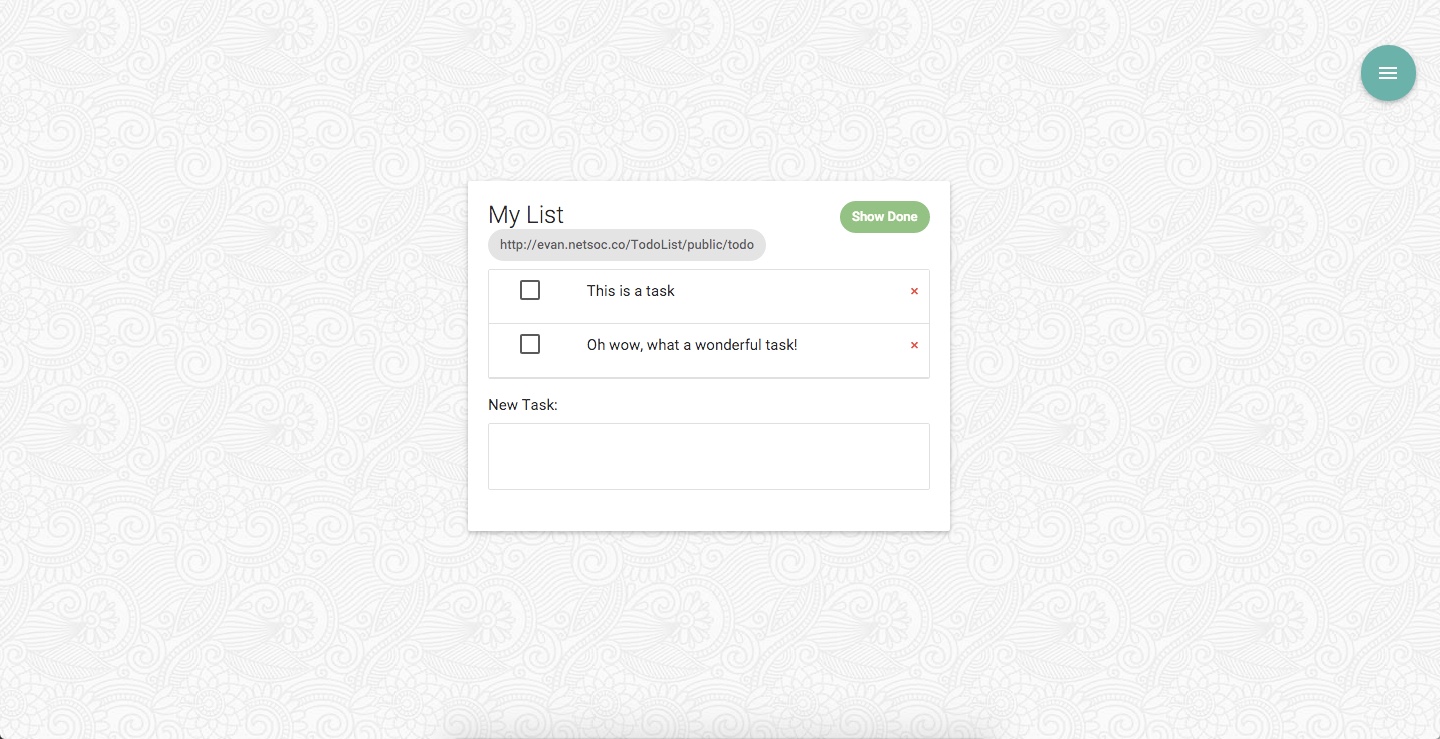 My List
Show Done
http://evan.netsoc.co/TodoList/public/todo
This is a task
×
Oh wow, what a wonderful task!
×
New Task: